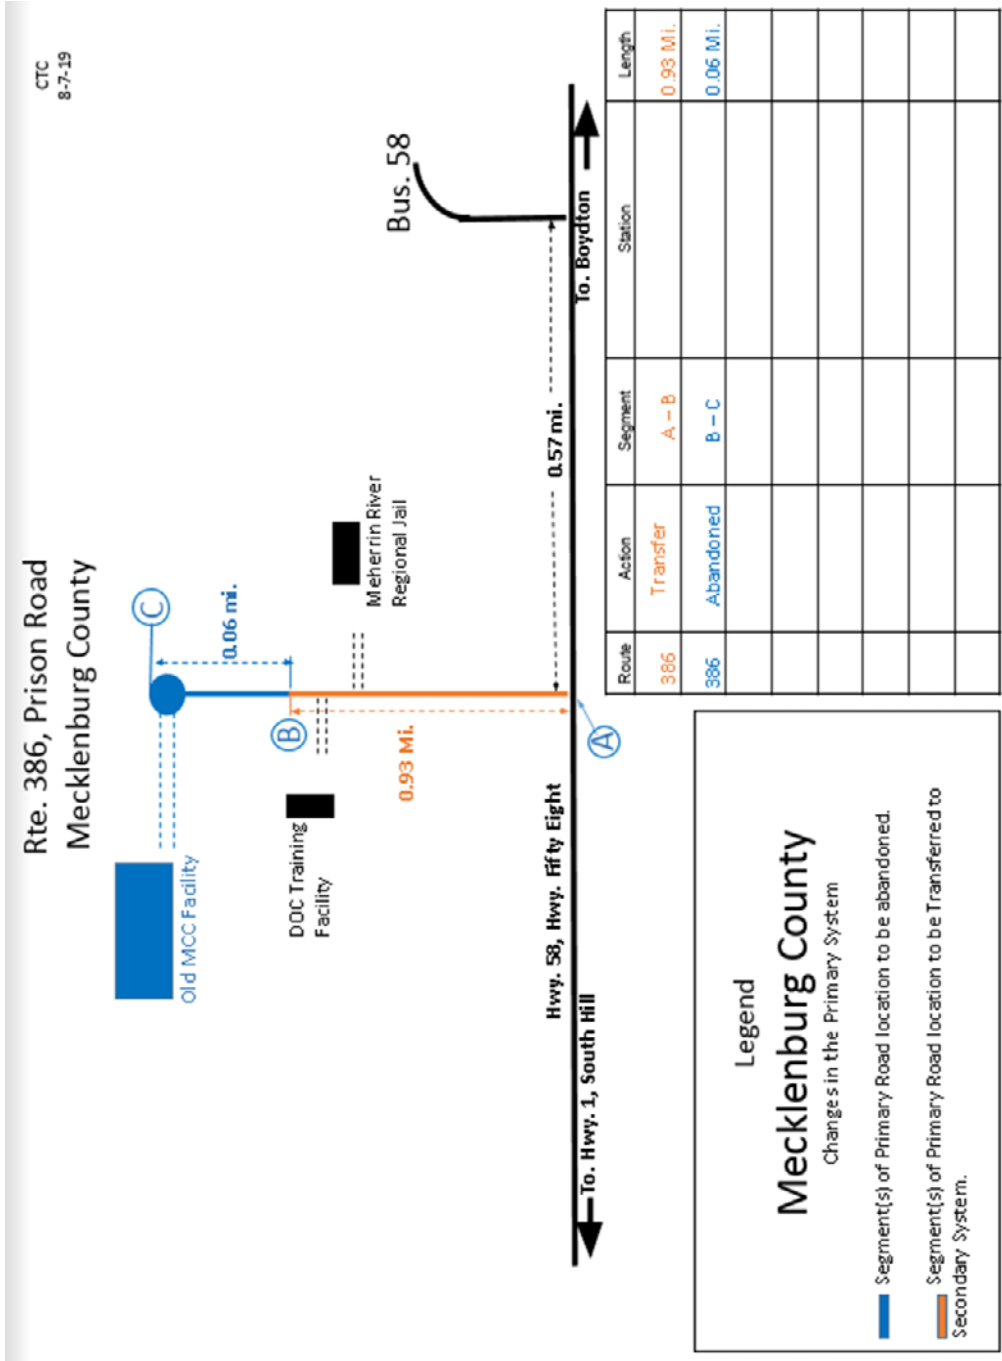 Rte. 386, Prison Road
Mecklenburg County
CTC
8-7-19
C
0.06 mi.
Old MCC Facility
B
DOC Training
Facility
Meherrin River
Regional Jail
0.93 Mi.
Bus. 58
0.57 mi.
Hwy. 58, Hwy. Fifty Eight
To. Hwy. 1, South Hill
To. Boydton
A
Legend
Mecklenburg County
Changes in the Primary System
Segment(s) of Primary Road location to be abandoned.
Segment(s) of Primary Road location to be Transferred to
Secondary System.
Route Action Segment Station Length
386 Transfer A – B 0.93 Mi.
386 Abandoned B – C 0.06 Mi.